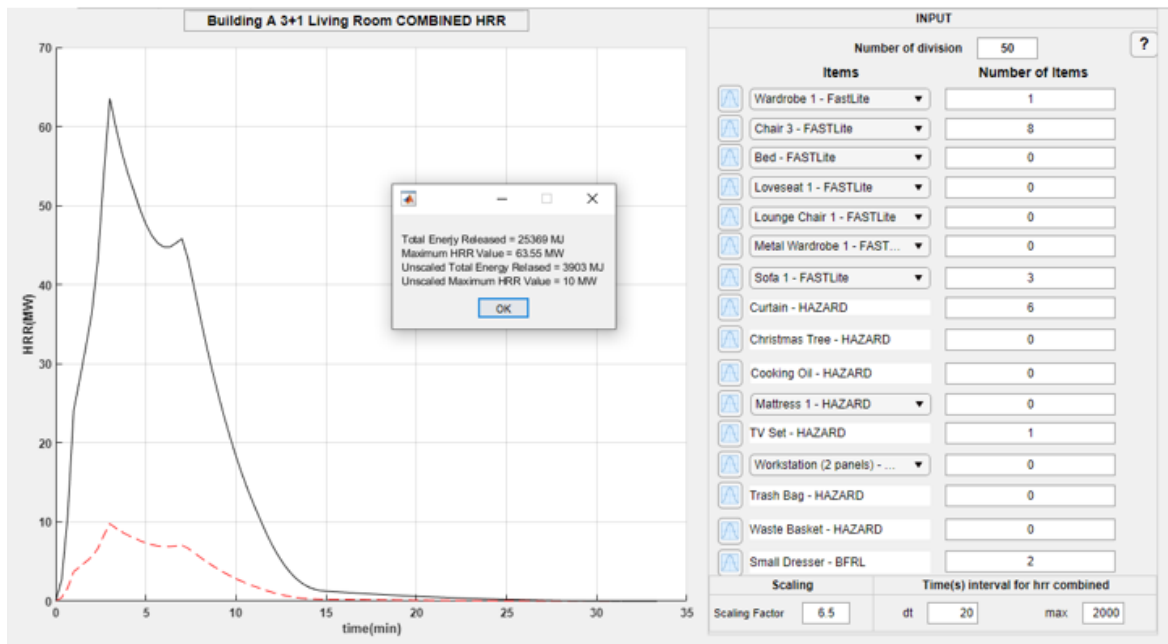 Building A 3+1 Living Room COMBINED HRR
70
60
50
40
30
20
10
0
HRR(MW)
0 5 10 15 20 25 30 35
time(min)
Total Energy Released = 25369 MJ
Maximum HRR Value = 63.55 MW
Unscaled Total Energy Relased = 3903 MJ
Unscaled Maximum HRR Value = 10 MW
OK
INPUT
?
Number of division 50
Items Number of Items
Wardrobe 1 - FastLite 1
Chair 3 - FASTLite 8
Bed - FASTLite 0
Loveseat 1 - FASTLite 0
Lounge Chair 1 - FASTLite 0
Metal Wardrobe 1 - FAST... 0
Sofa 1 - FASTLite 3
Curtain - HAZARD 6
Christmas Tree - HAZARD 0
Cooking Oil - HAZARD 0
Mattress 1 - HAZARD 0
TV Set - HAZARD 1
Workstation (2 panels) - ... 0
Trash Bag - HAZARD 0
Waste Basket - HAZARD 0
Small Dresser - BFRL 2
Scaling Time(s) interval for hrr combined
Scaling Factor 6.5 dt 20 max 2000